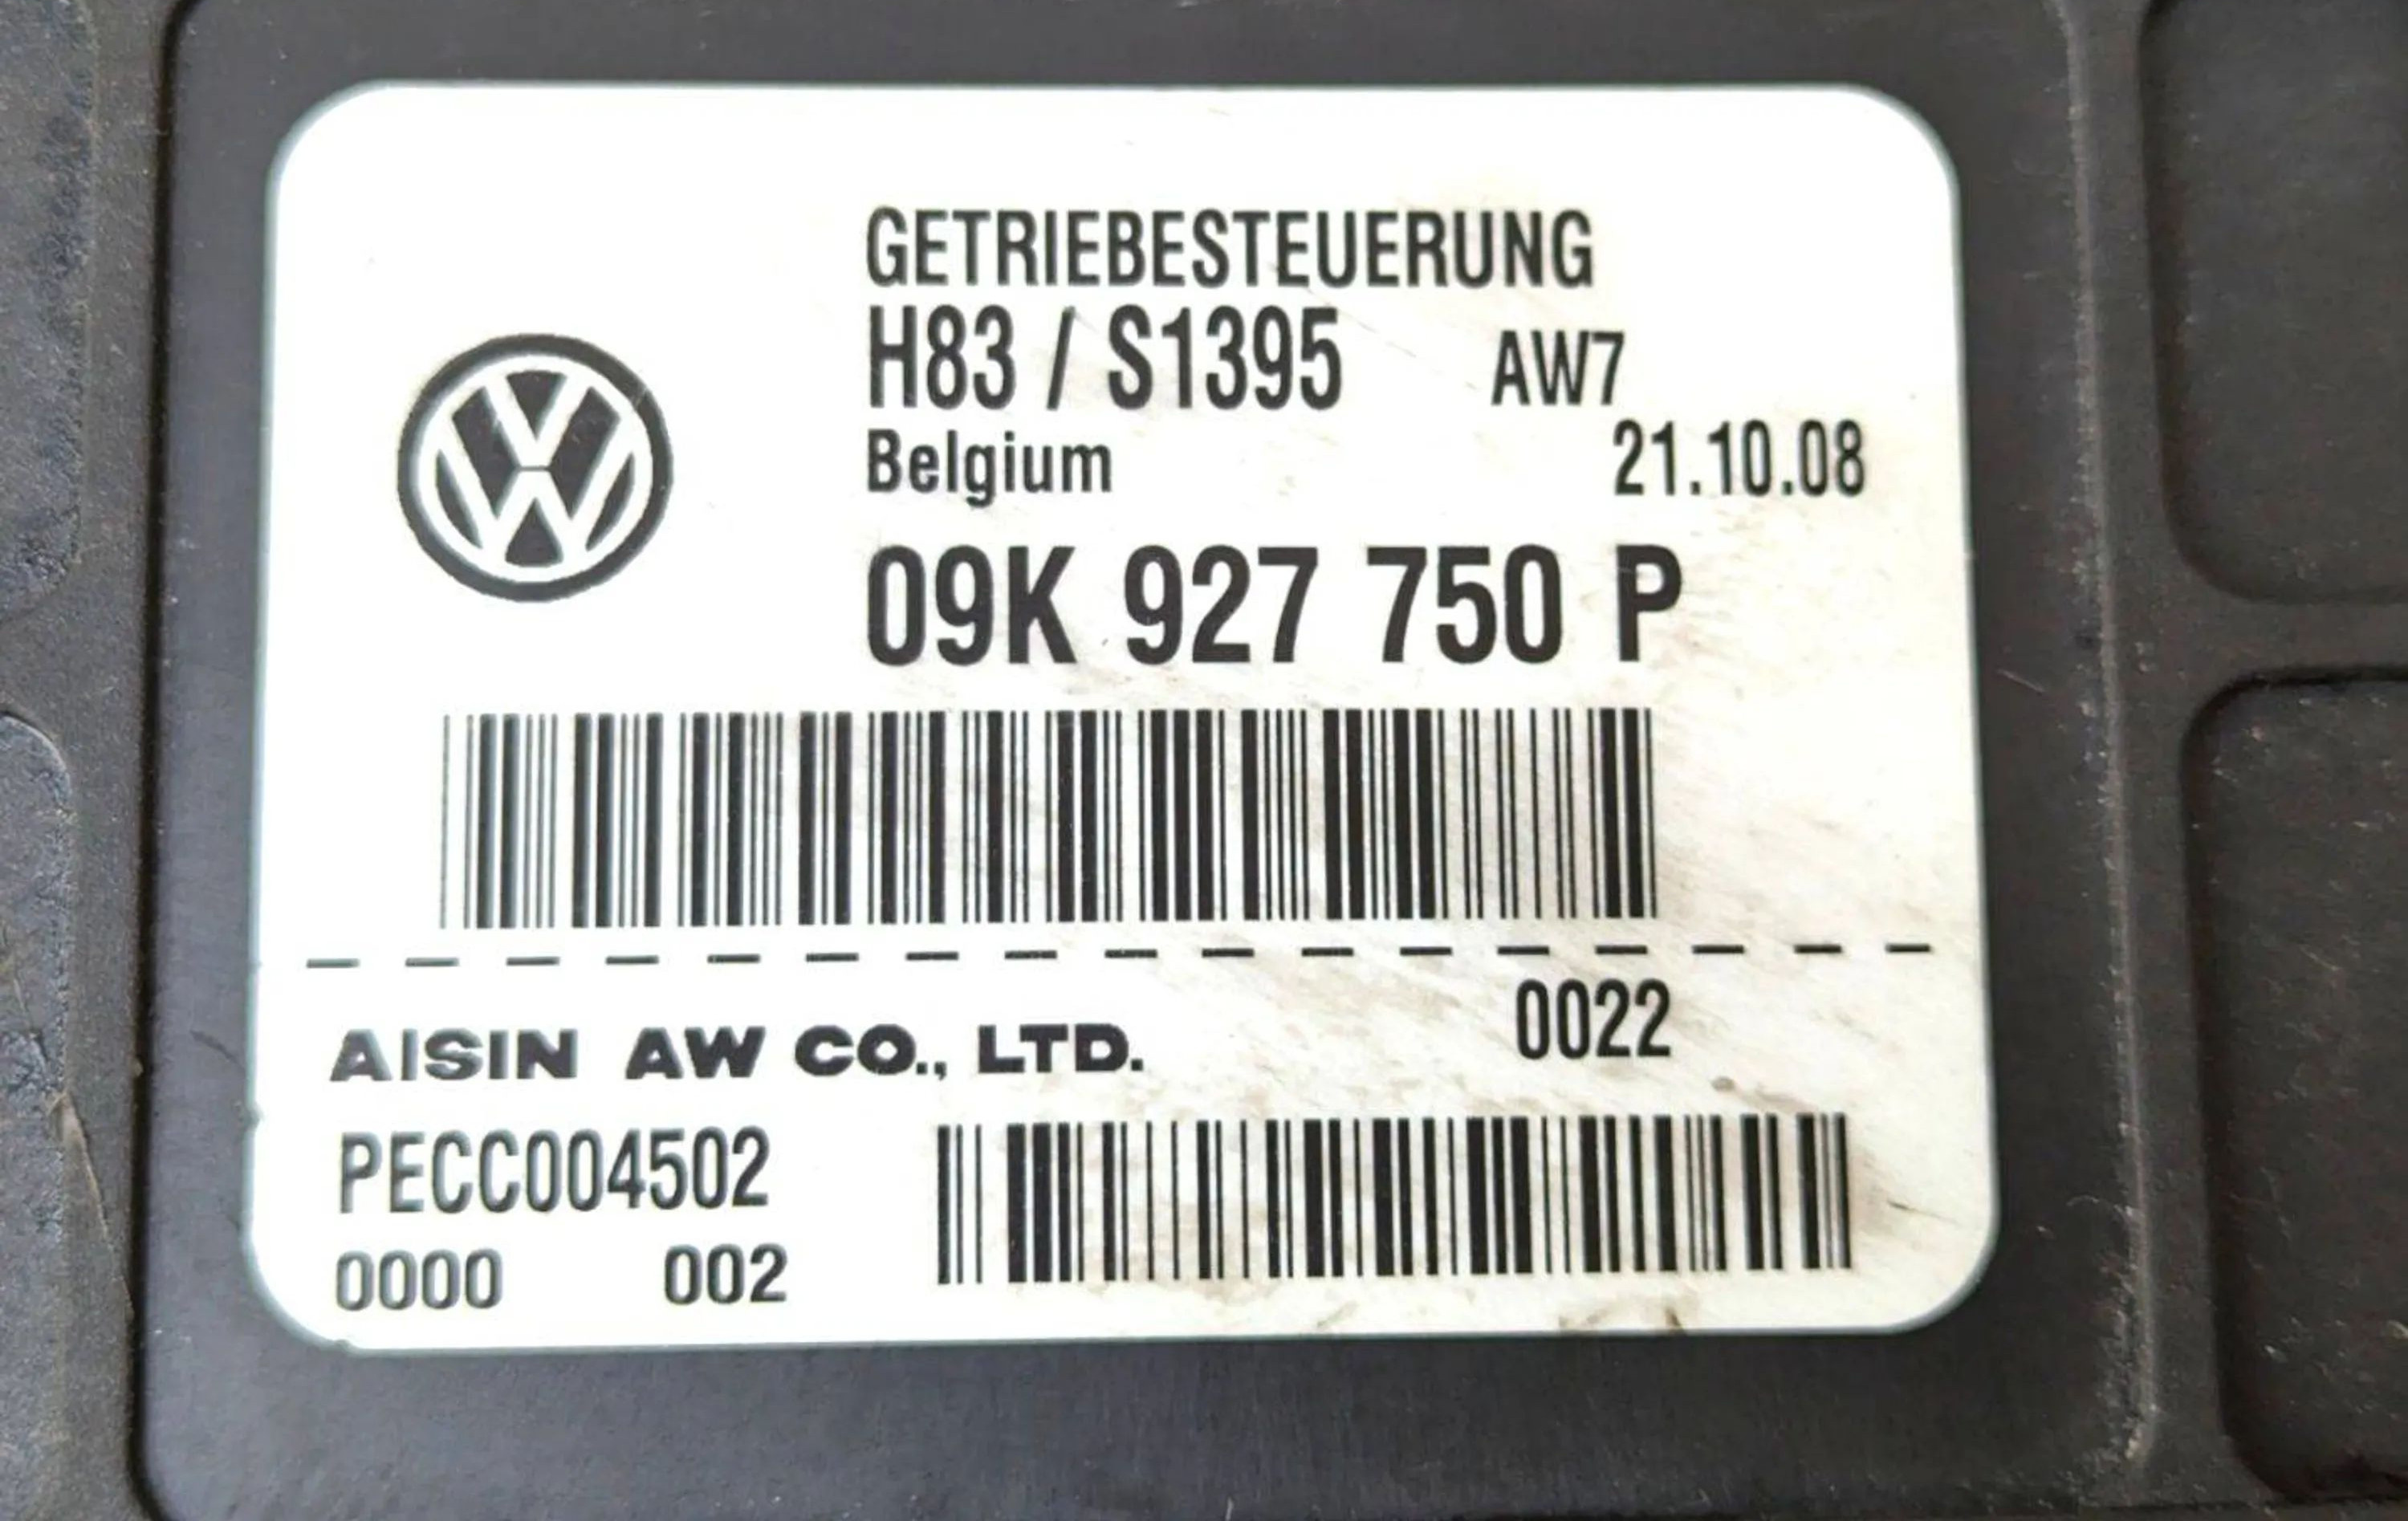 GETRIEBESTEUERUNG
H83 / S1395 AW7
Belgium 21.10.08
09K 927 750 P
0022
AISIN AW CO., LTD.
PECC004502
0000 002